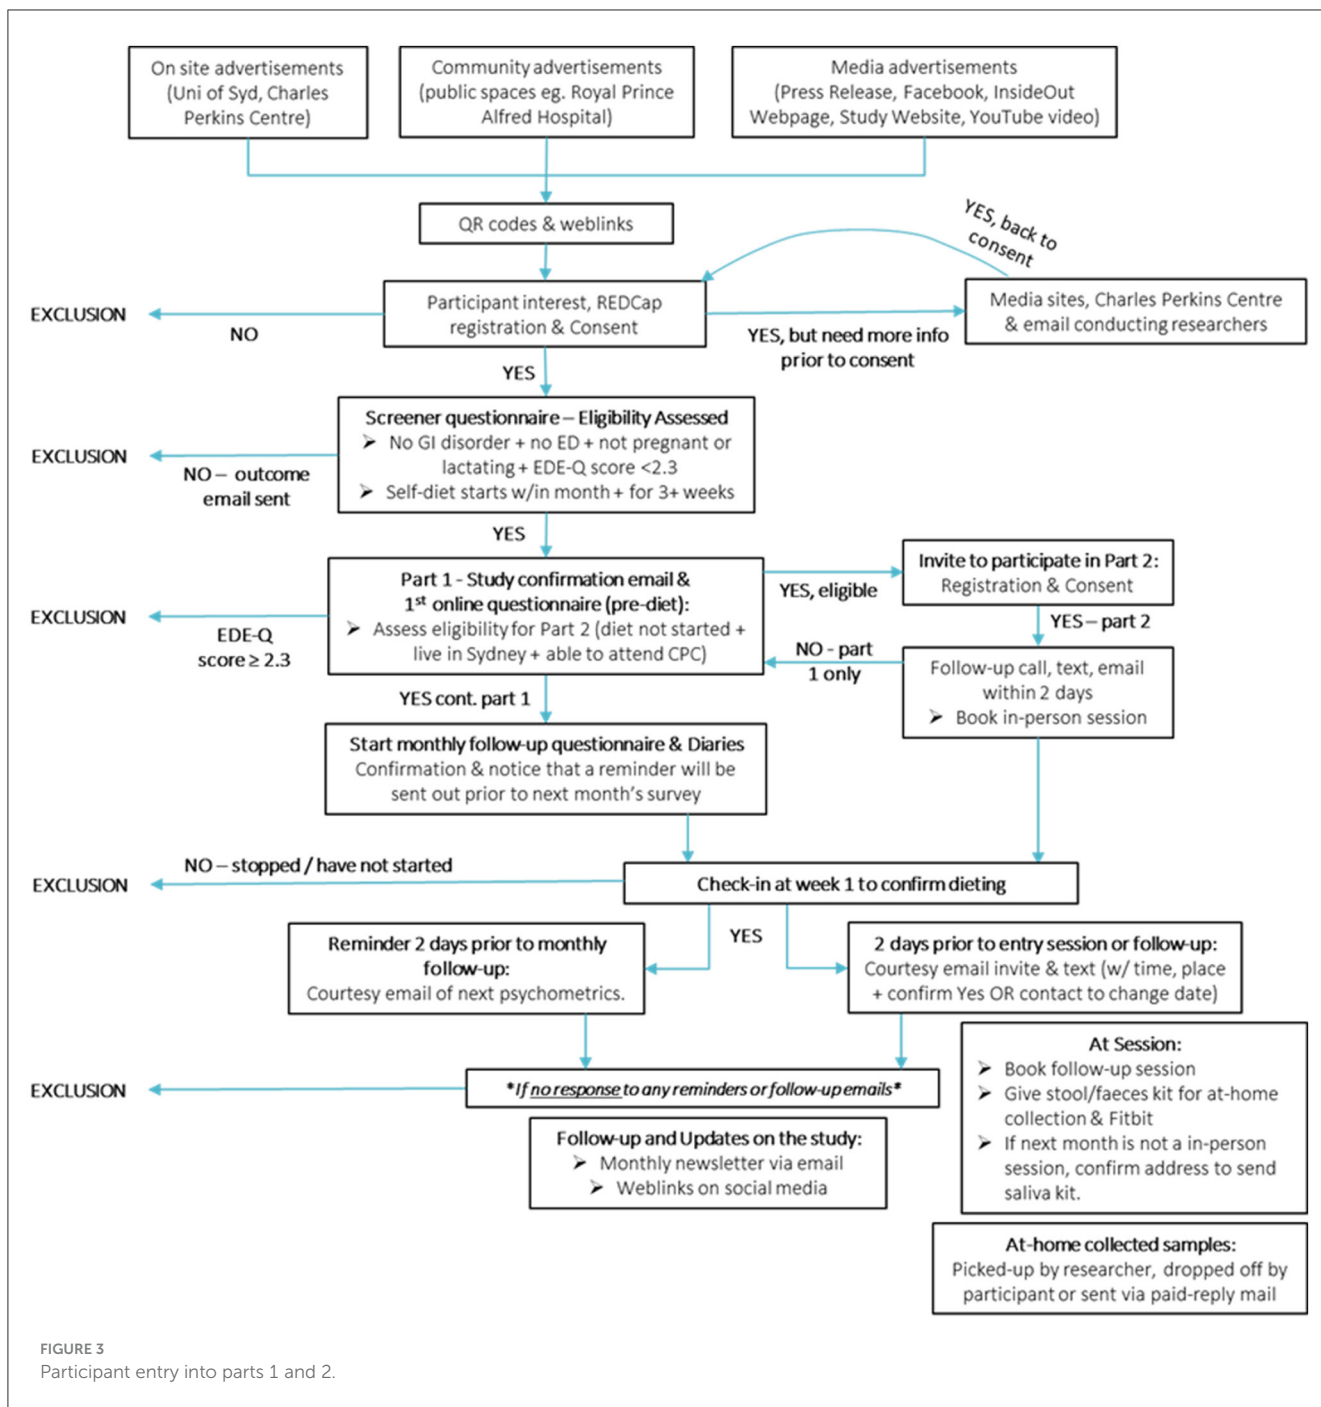 On site advertisements
(Uni of Syd, Charles
Perkins Centre)
Community advertisements
(public spaces eg. Royal Prince
Alfred Hospital)
Media advertisements
(Press Release, Facebook, InsideOut
Webpage, Study Website, YouTube video)
QR codes & weblinks
YES, back to
consent
EXCLUSION
NO
Participant interest, REDCap
registration & Consent
YES, but need more info
prior to consent
Media sites, Charles Perkins Centre
& email conducting researchers
YES
Screener questionnaire – Eligibility Assessed
➢ No GI disorder + no ED + not pregnant or
lactating + EDE-Q score <2.3
➢ Self-diet starts w/in month + for 3+ weeks
EXCLUSION
NO – outcome
email sent
YES
Part 1 - Study confirmation email &
1st online questionnaire (pre-diet):
➢ Assess eligibility for Part 2 (diet not started +
live in Sydney + able to attend CPC)
YES, eligible
Invite to participate in Part 2:
Registration & Consent
EXCLUSION
EDE-Q
score ≥ 2.3
YES – part 2
NO - part
1 only
Follow-up call, text, email
within 2 days
➢ Book in-person session
YES cont. part 1
Start monthly follow-up questionnaire & Diaries
Confirmation & notice that a reminder will be
sent out prior to next month's survey
EXCLUSION
NO – stopped / have not started
Check-in at week 1 to confirm dieting
YES
Reminder 2 days prior to monthly
follow-up:
Courtesy email of next psychometrics.
2 days prior to entry session or follow-up:
Courtesy email invite & text (w/ time, place
+ confirm Yes OR contact to change date)
EXCLUSION
*If no response to any reminders or follow-up emails*
At Session:
➢ Book follow-up session
➢ Give stool/faeces kit for at-home
collection & Fitbit
➢ If next month is not a in-person
session, confirm address to send
saliva kit.
Follow-up and Updates on the study:
➢ Monthly newsletter via email
➢ Weblinks on social media
At-home collected samples:
Picked-up by researcher, dropped off by
participant or sent via paid-reply mail
FIGURE 3
Participant entry into parts 1 and 2.